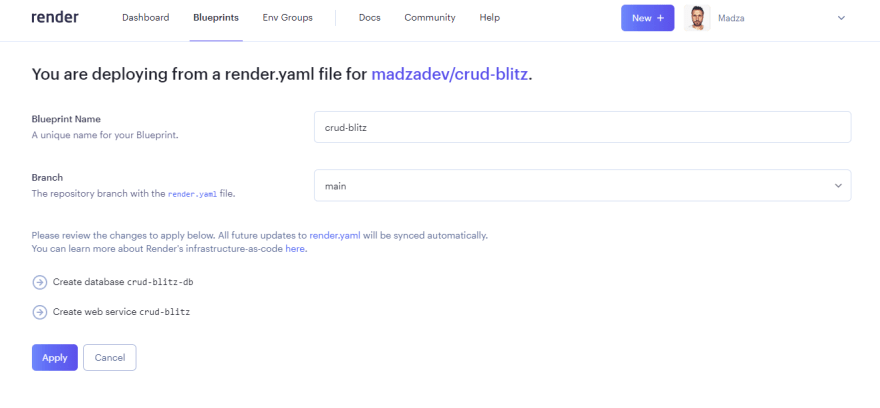 render Dashboard Blueprints Env Groups Docs Community Help New + Madza
You are deploying from a render.yaml file for madzadev/crud-blitz.
Blueprint Name
A unique name for your Blueprint.
crud-blitz
Branch
The repository branch with the render.yaml file.
main
Please review the changes to apply below. All future updates to render.yaml will be synced automatically.
You can learn more about Render's infrastructure-as-code here.
Create database crud-blitz-db
Create web service crud-blitz
Apply Cancel